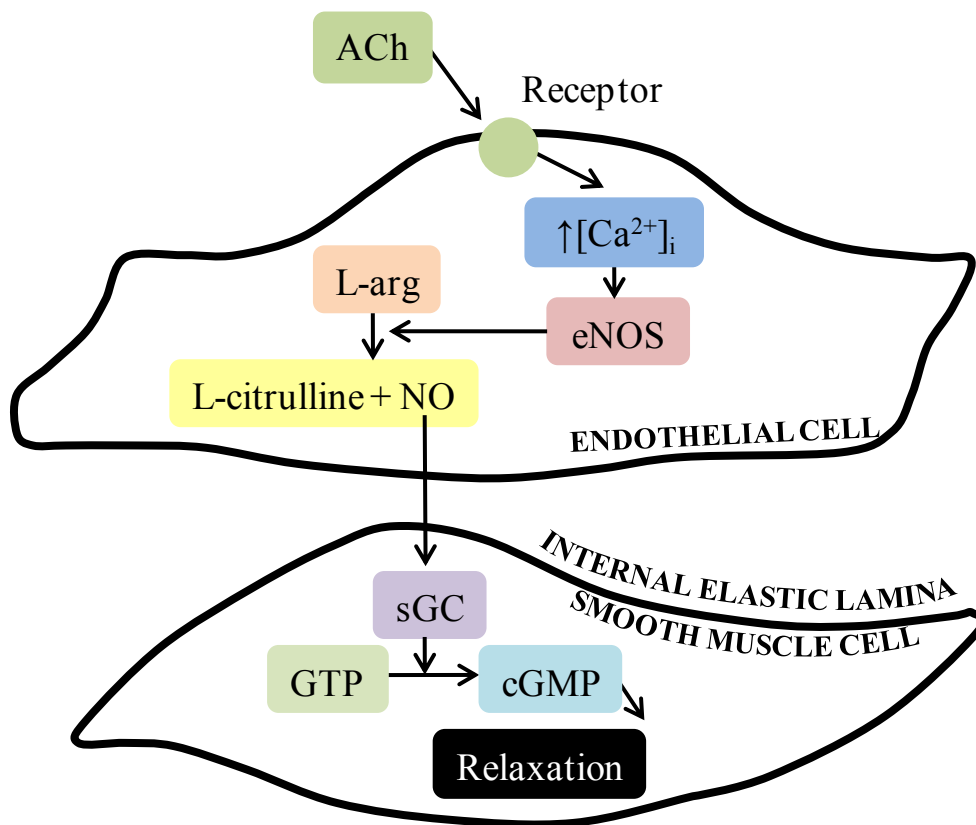 ACh
Receptor
↑[Ca²⁺]ᵢ
L-arg
eNOS
L-citrulline + NO
ENDOTHELIAL CELL
INTERNAL ELASTIC LAMINA
SMOOTH MUSCLE CELL
sGC
GTP
cGMP
Relaxation